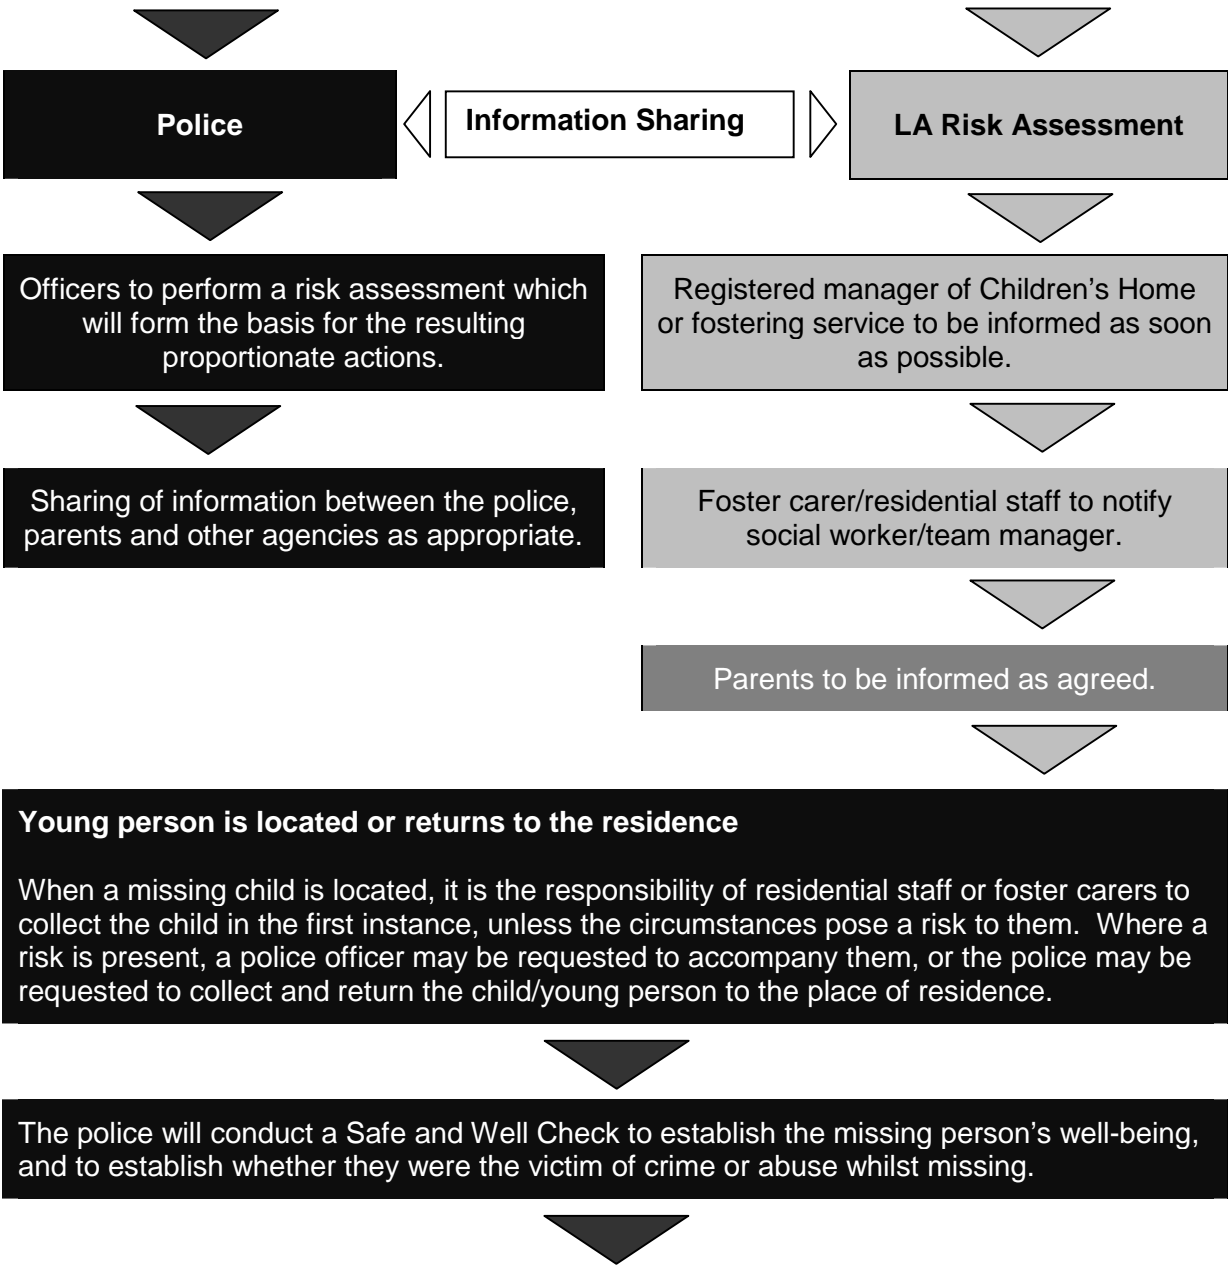 Police
Information Sharing
LA Risk Assessment
Officers to perform a risk assessment which
will form the basis for the resulting
proportionate actions.
Registered manager of Children's Home
or fostering service to be informed as soon
as possible.
Sharing of information between the police,
parents and other agencies as appropriate.
Foster carer/residential staff to notify
social worker/team manager.
Parents to be informed as agreed.
Young person is located or returns to the residence
When a missing child is located, it is the responsibility of residential staff or foster carers to
collect the child in the first instance, unless the circumstances pose a risk to them.  Where a
risk is present, a police officer may be requested to accompany them, or the police may be
requested to collect and return the child/young person to the place of residence.
The police will conduct a Safe and Well Check to establish the missing person's well-being,
and to establish whether they were the victim of crime or abuse whilst missing.